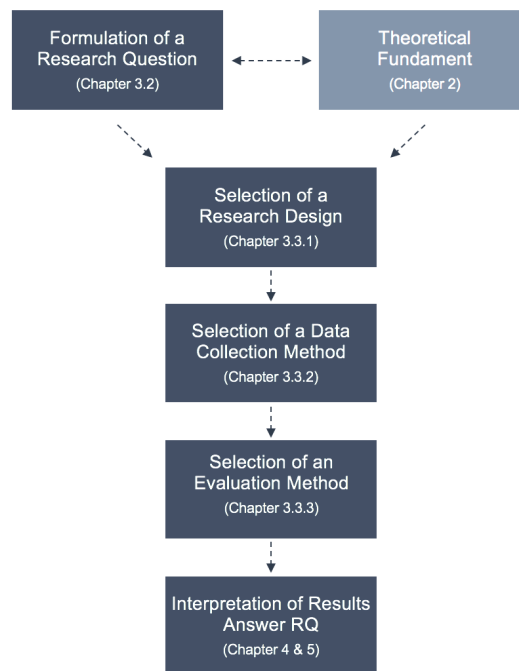 Formulation of a
Research Question
(Chapter 3.2)
Theoretical
Fundament
(Chapter 2)
Selection of a
Research Design
(Chapter 3.3.1)
Selection of a Data
Collection Method
(Chapter 3.3.2)
Selection of an
Evaluation Method
(Chapter 3.3.3)
Interpretation of Results
Answer RQ
(Chapter 4 & 5)